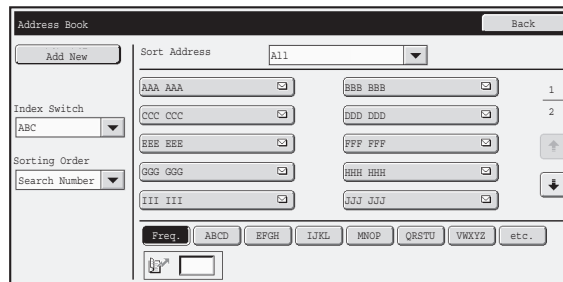 Address Book
Back
Add New
Sort Address
All
AAA AAA
BBB BBB
1
Index Switch
CCC CCC
DDD DDD
2
ABC
EEE EEE
FFF FFF
Sorting Order
GGG GGG
HHH HHH
Search Number
III III
JJJ JJJ
Freq.
ABCD
EFGH
IJKL
MNOP
QRSTU
VWXYZ
etc.